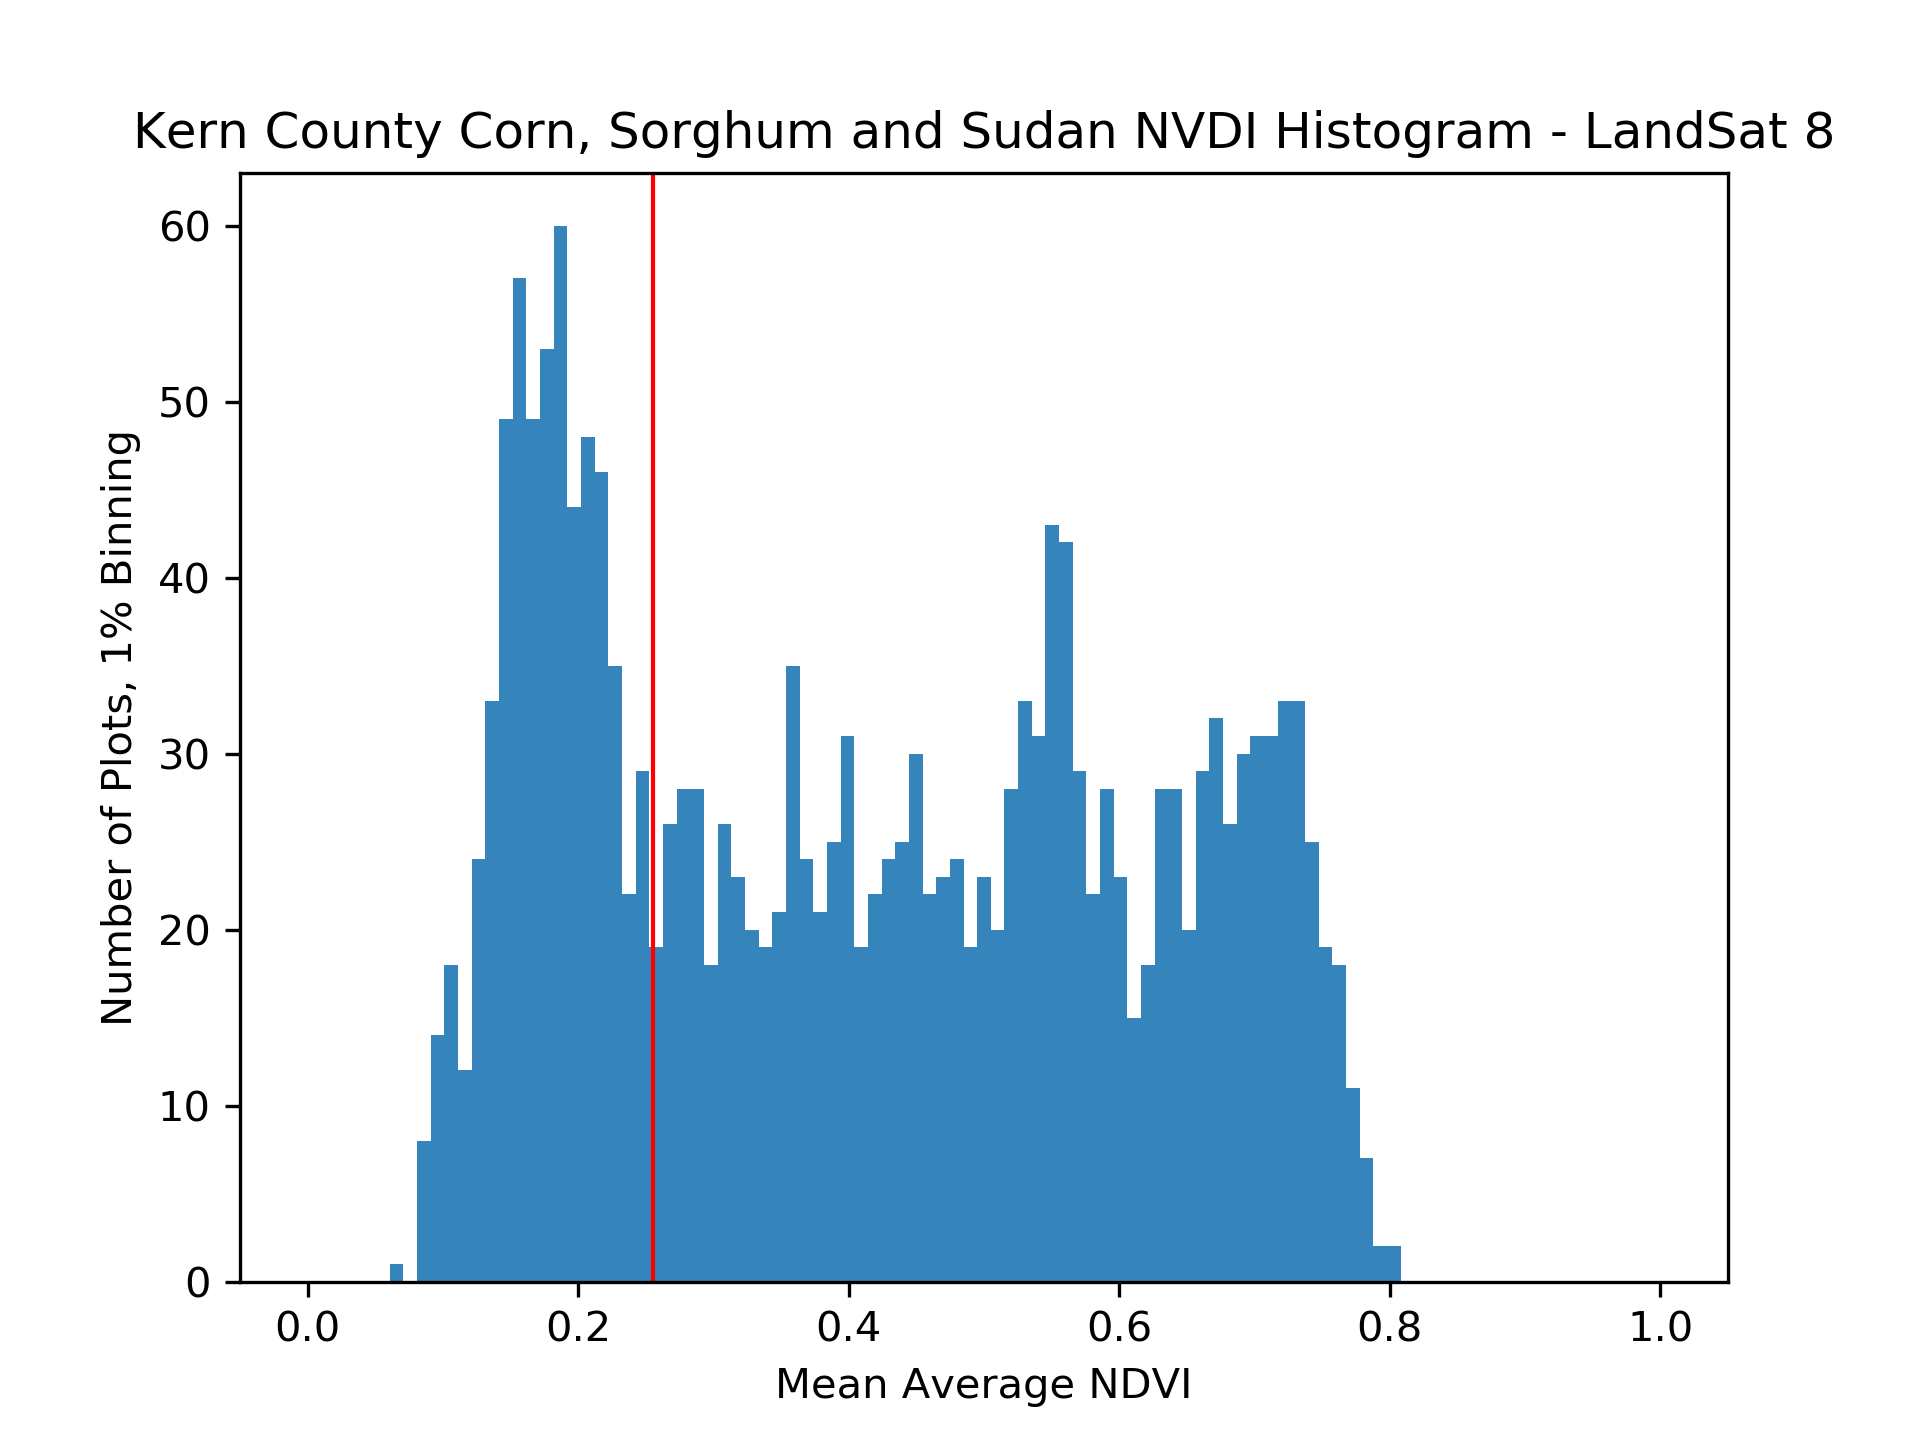 Kern County Corn, Sorghum and Sudan NVDI Histogram - LandSat 8
Number of Plots, 1% Binning
60
50
40
30
20
10
0
0.0 0.2 0.4 0.6 0.8 1.0
Mean Average NDVI